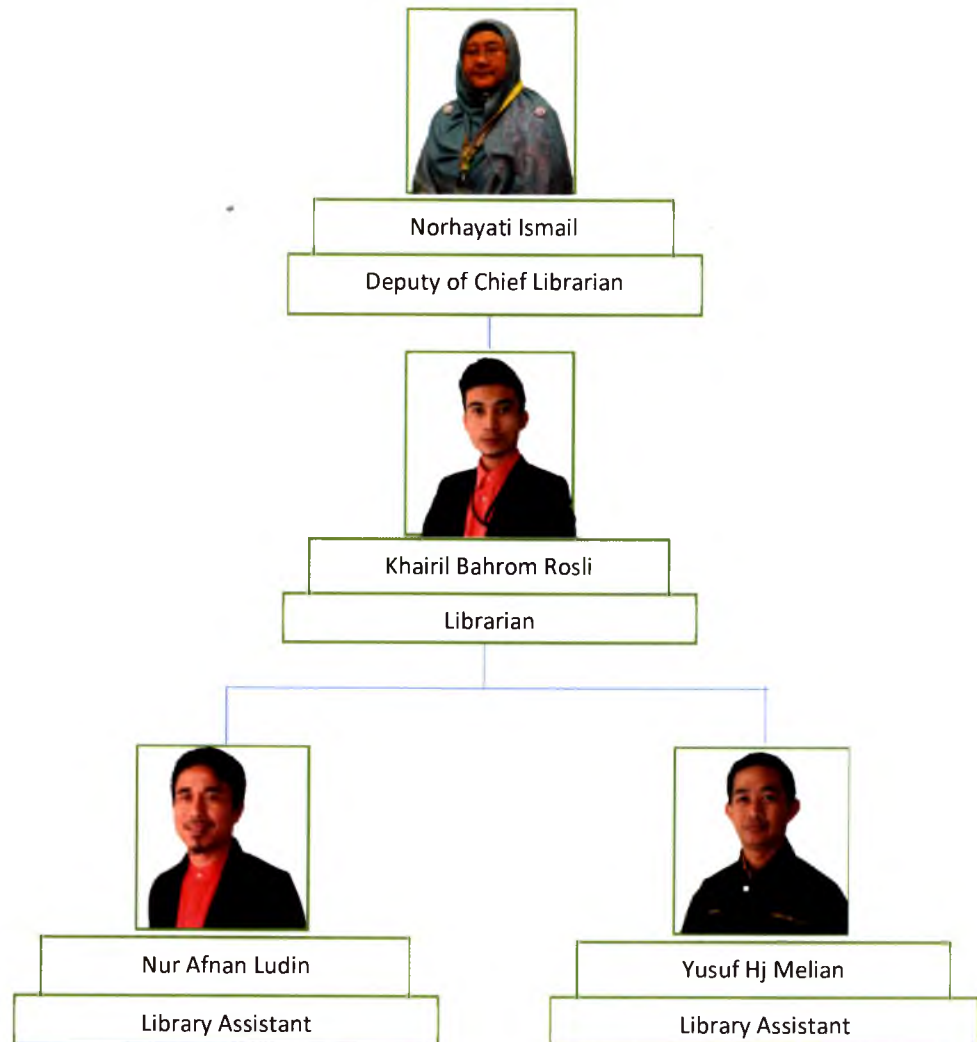 Norhayati Ismail
Deputy of Chief Librarian
Khairil Bahrom Rosli
Librarian
Nur Afnan Ludin
Library Assistant
Yusuf Hj Melian
Library Assistant